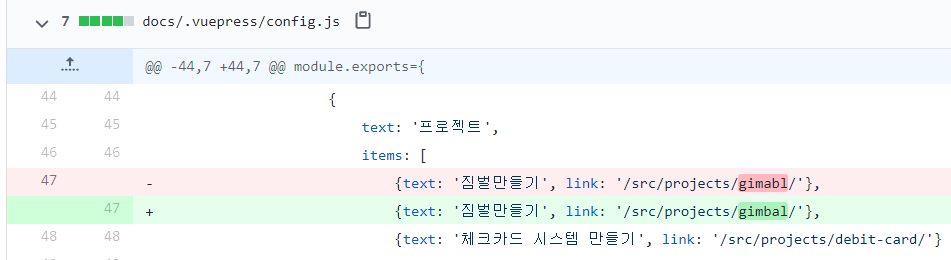 7 docs/.vuepress/config.js
@@ -44,7 +44,7 @@ module.exports={
44 44 {
45 45 text: '프로젝트',
46 46 items: [
47 - {text: '짐벌만들기', link: '/src/projects/gimabl/'},
47 + {text: '짐벌만들기', link: '/src/projects/gimbal/'},
48 48 {text: '체크카드 시스템 만들기', link: '/src/projects/debit-card/'}